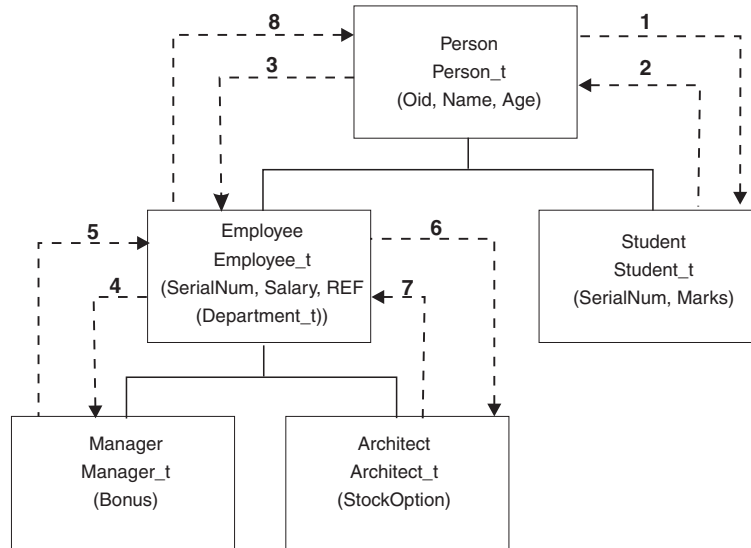 8
1
3
2
Person
Person_t
(Oid, Name, Age)
5
6
4
7
Employee
Employee_t
(SerialNum, Salary, REF
(Department_t))
Student
Student_t
(SerialNum, Marks)
Manager
Manager_t
(Bonus)
Architect
Architect_t
(StockOption)